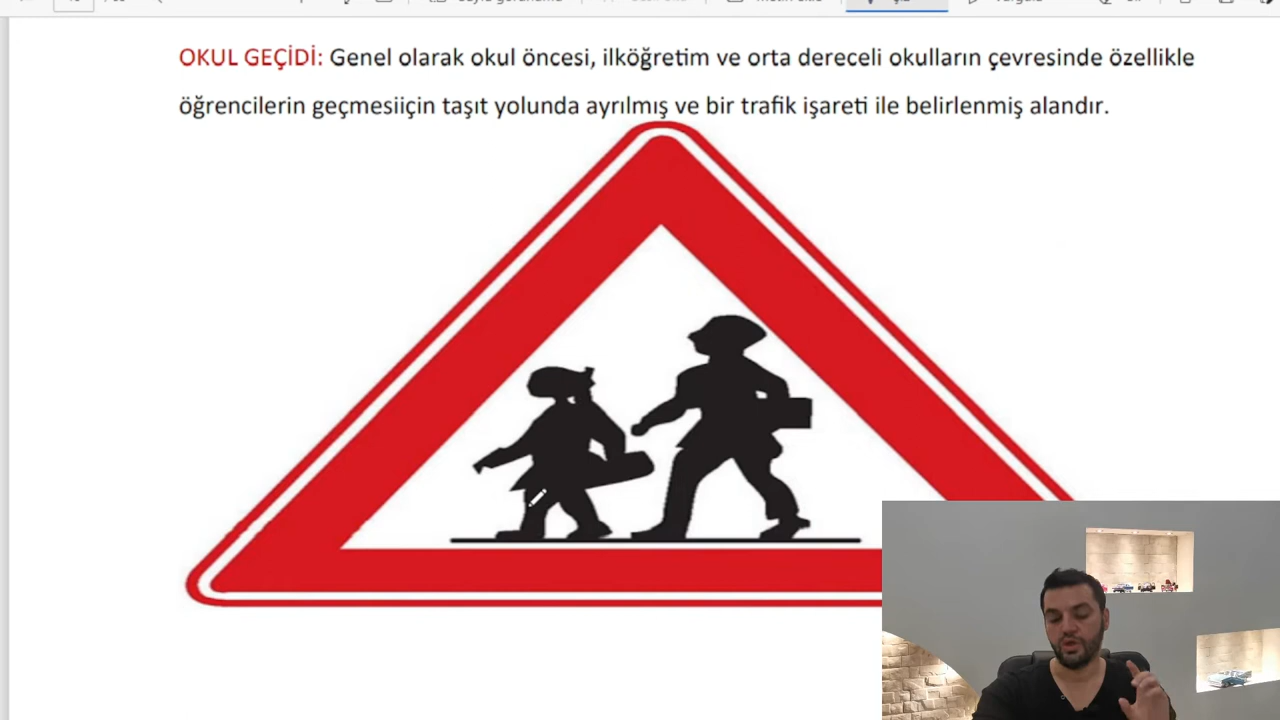 OKUL GEÇİDİ: Genel olarak okul öncesi, ilköğretim ve orta dereceli okulların çevresinde özellikle
öğrencilerin geçmesiiçin taşıt yolunda ayrılmış ve bir trafik işareti ile belirlenmiş alandır.